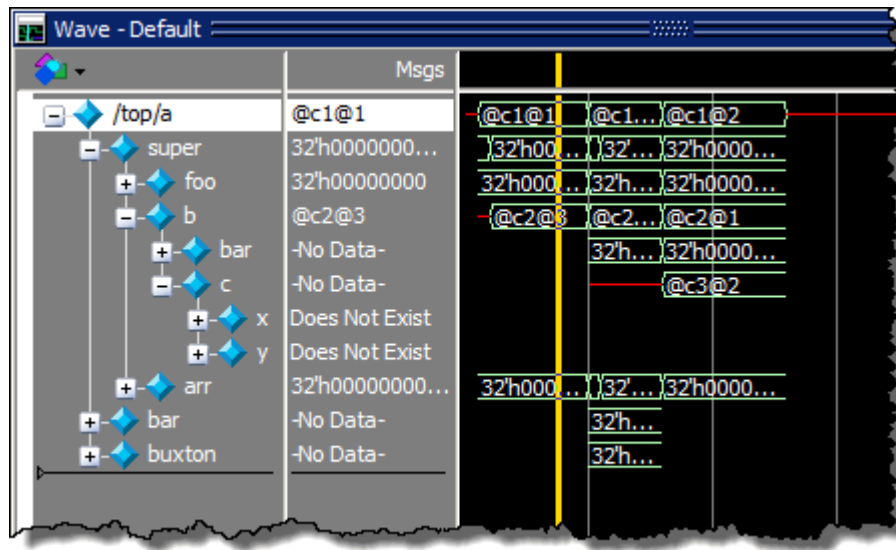 Wave - Default
Msgs
/top/a @c1@1 @c1@1 @c1... @c1@2
super 32'h0000000... 32'h00... 32'... 32'h0000...
foo 32'h00000000 32'h000... 32'h... 32'h0000...
b @c2@3 @c2@3 @c2... @c2@1
bar -No Data- 32'h... 32'h0000...
c -No Data- @c3@2
x Does Not Exist
y Does Not Exist
arr 32'h00000000... 32'h000... 32'... 32'h0000...
bar -No Data- 32'h...
buxton -No Data- 32'h...